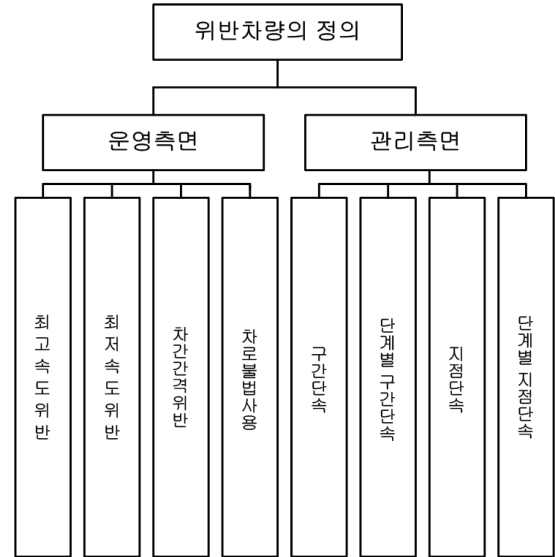 위반차량의 정의
운영측면
관리측면
최고속도위반
최저속도위반
차간간격위반
차로불법사용
구간단속
단계별 구간단속
지점단속
단계별 지점단속